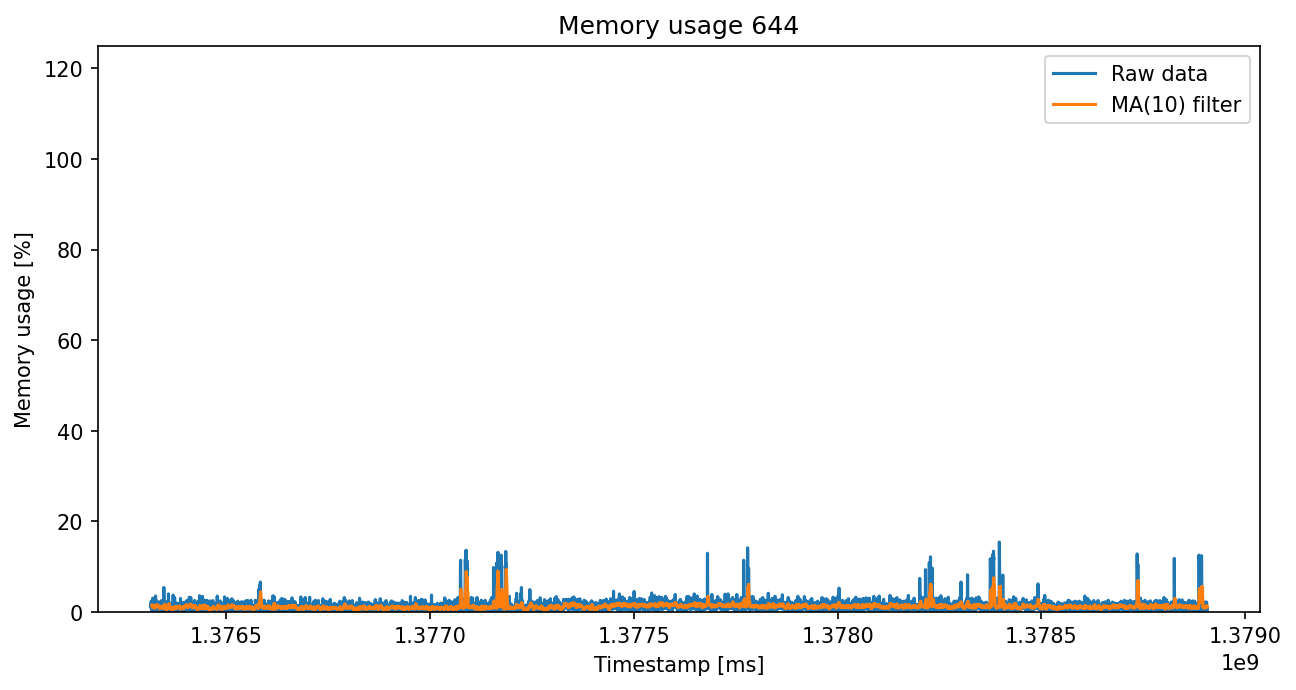 Memory usage 644
Raw data
MA(10) filter
Memory usage [%]
120
100
80
60
40
20
0
1.3765 1.3770 1.3775 1.3780 1.3785 1.3790
1e9
Timestamp [ms]